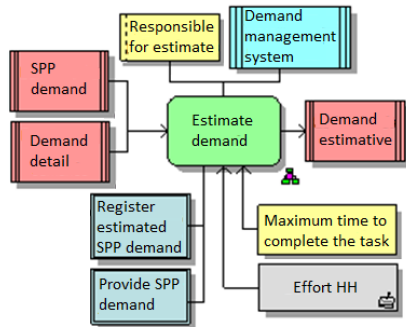 Responsible
for estimate
Demand
management
system
SPP
demand
Demand
detail
Estimate
demand
Demand
estimative
Register
estimated
SPP demand
Provide SPP
demand
Maximum time to
complete the task
Effort HH